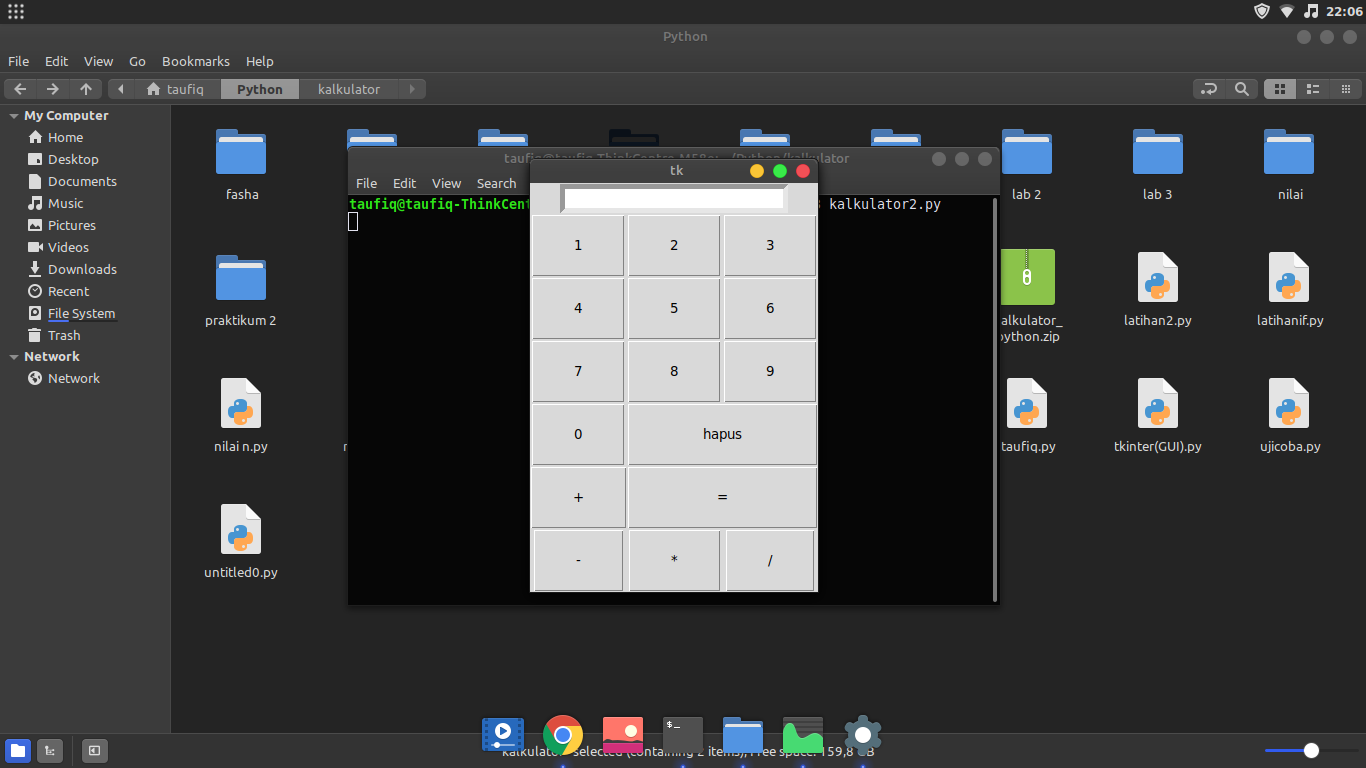 22:06
Python
File Edit View Go Bookmarks Help
taufiq Python kalkulator
My Computer
Home
Desktop
Documents
Music
Pictures
Videos
Downloads
Recent
File System
Trash
Network
Network
fasha
lab 2
lab 3
nilai
praktikum 2
alkulator_
python.zip
latihan2.py
latihanif.py
nilai n.py
taufiq.py
tkinter(GUI).py
ujicoba.py
untitled0.py
taufiq@taufiq-ThinkCentre-M58p: ~/Python/kalkulator
File Edit View Search
taufiq@taufiq-ThinkCent kalkulator2.py
tk
1 2 3
4 5 6
7 8 9
0 hapus
+ =
- * /
$_
kalkulator" selected (containing 2 items), Free space: 159,8 GB